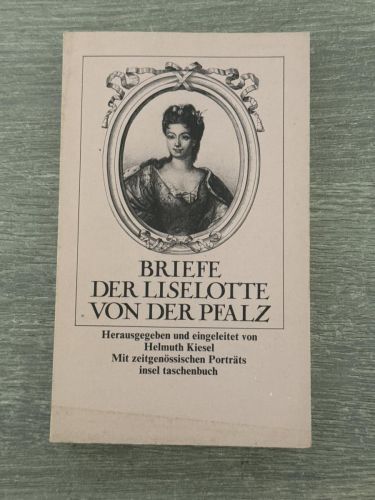 BRIEFE
DER LISELOTTE
VON DER PFALZ
Herausgegeben und eingeleitet von
Helmuth Kiesel
Mit zeitgenössischen Porträts
insel taschenbuch